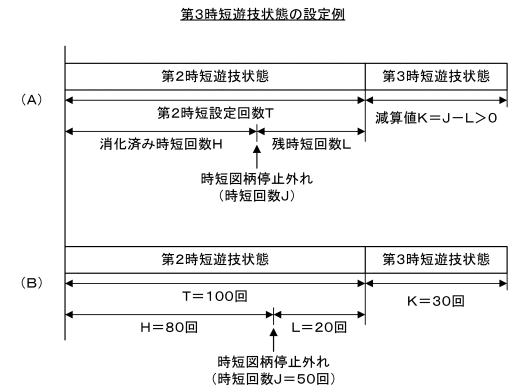 第3時短遊技状態の設定例
第2時短遊技状態 第3時短遊技状態
(A)
第2時短設定回数T 減算値K=J-L>0
消化済み時短回数H 残時短回数L
時短図柄停止外れ
(時短回数J)
第2時短遊技状態 第3時短遊技状態
(B)
T=100回 K=30回
H=80回 L=20回
時短図柄停止外れ
(時短回数J=50回)